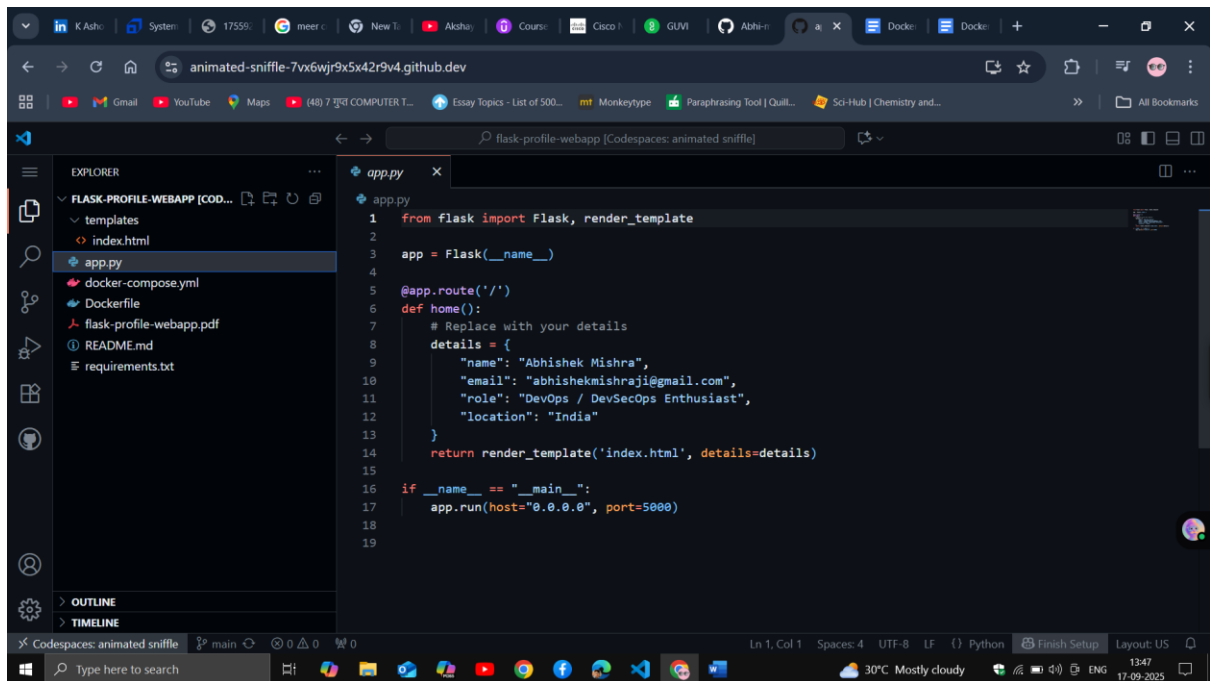 K Asho
System
17559
meer c
New Ta
Akshay
Course
Cisco N
GUVI
Abhi-n
Docke
Docke
animated-sniffle-7vx6wjr9x5x42r9v4.github.dev
Gmail
YouTube
Maps
(48) 7 गुप्त COMPUTER T...
Essay Topics - List of 500...
mt Monkeytype
Paraphrasing Tool | Quill...
Sci-Hub | Chemistry and...
» All Bookmarks
flask-profile-webapp [Codespaces: animated sniffle]
EXPLORER
FLASK-PROFILE-WEBAPP [COD...
templates
index.html
app.py
docker-compose.yml
Dockerfile
flask-profile-webapp.pdf
README.md
requirements.txt
OUTLINE
TIMELINE
app.py
app.py
1 from flask import Flask, render_template
2
3 app = Flask(__name__)
4
5 @app.route('/')
6 def home():
7 # Replace with your details
8 details = {
9 "name": "Abhishek Mishra",
10 "email": "abhishekmishraji@gmail.com",
11 "role": "DevOps / DevSecOps Enthusiast",
12 "location": "India"
13 }
14 return render_template('index.html', details=details)
15
16 if __name__ == "__main__":
17 app.run(host="0.0.0.0", port=5000)
18
19
Codespaces: animated sniffle main 0 0 0 Ln 1, Col 1 Spaces: 4 UTF-8 LF {} Python Finish Setup Layout: US
Type here to search
30°C Mostly cloudy
ENG
13:47
17-09-2025